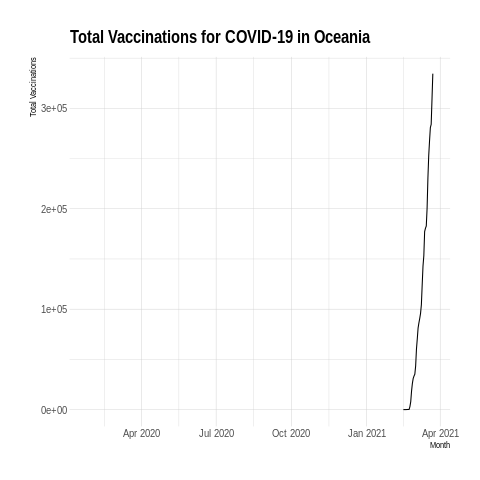 Total Vaccinations for COVID-19 in Oceania
Total Vaccinations
3e+05
2e+05
1e+05
0e+00
Apr 2020 Jul 2020 Oct 2020 Jan 2021 Apr 2021
Month